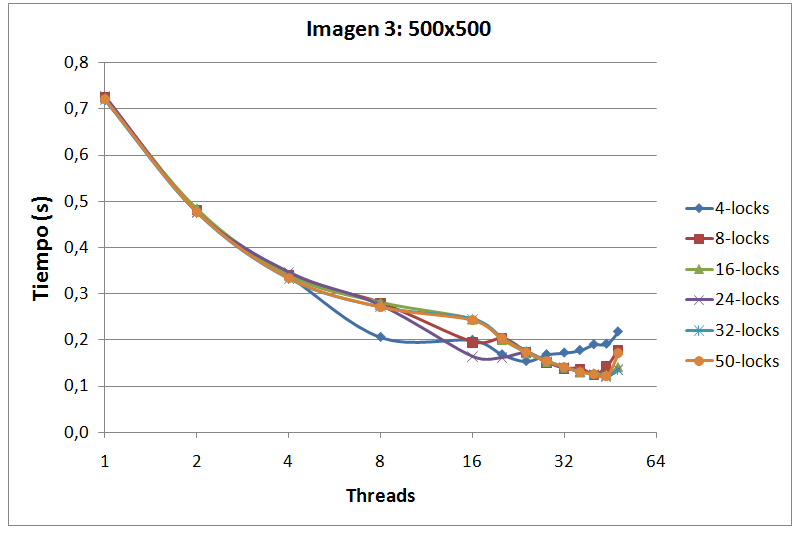 Imagen 3: 500x500
0,8
0,7
0,6
0,5
0,4
0,3
0,2
0,1
0,0
Tiempo (s)
1 2 4 8 16 32 64
Threads
4-locks
8-locks
16-locks
24-locks
32-locks
50-locks